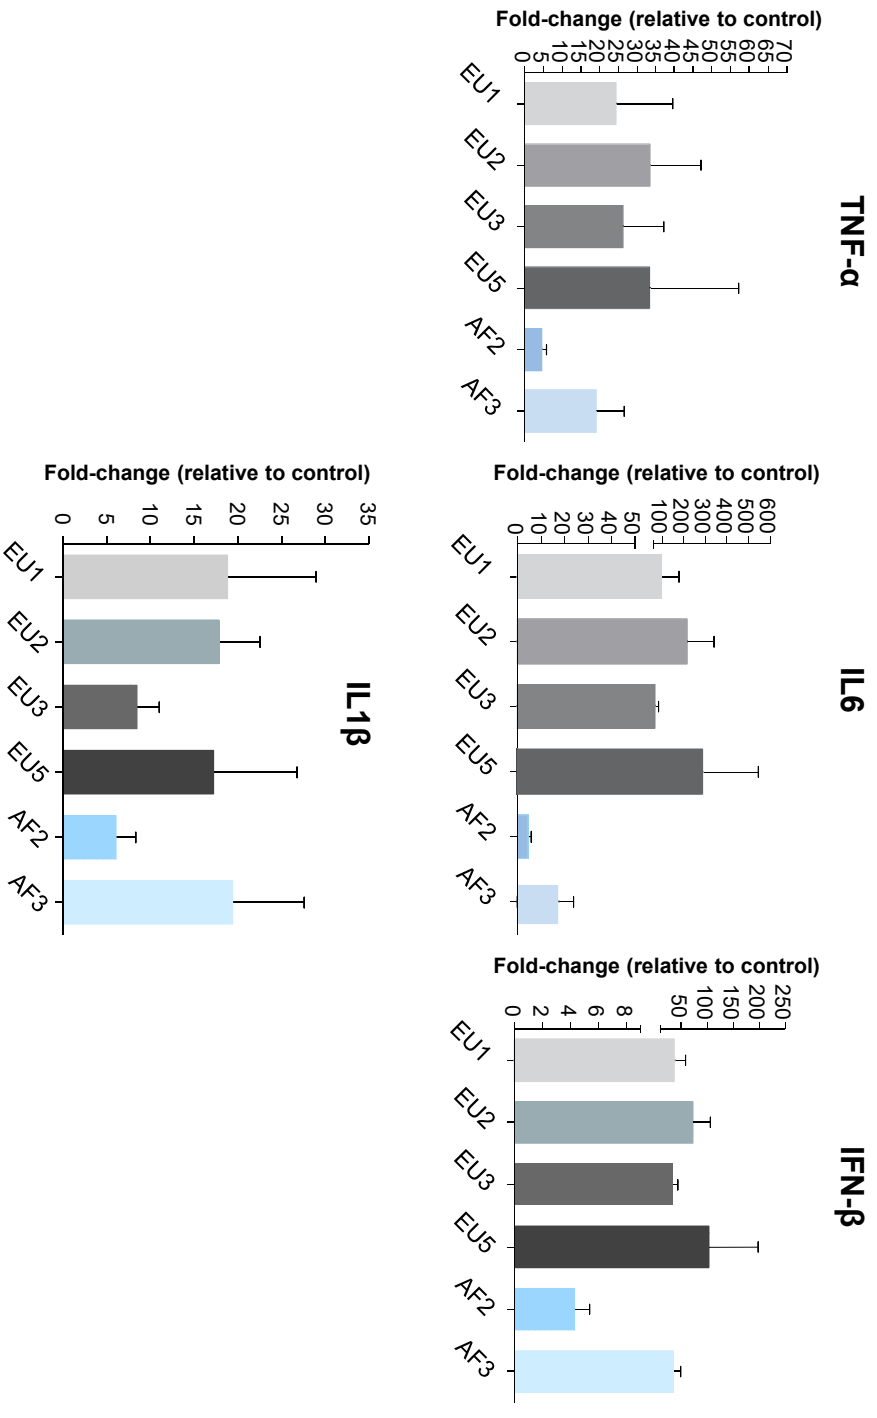 TNF-α
Fold-change (relative to control)
70
65
60
55
50
45
40
35
30
25
20
15
10
5
0
EU1
EU2
EU3
EU5
AF2
AF3
IL6
Fold-change (relative to control)
600
500
400
300
200
100
50
40
30
20
10
0
EU1
EU2
EU3
EU5
AF2
AF3
IFN-β
Fold-change (relative to control)
250
200
150
100
50
8
6
4
2
0
EU1
EU2
EU3
EU5
AF2
AF3
IL1β
Fold-change (relative to control)
35
30
25
20
15
10
5
0
EU1
EU2
EU3
EU5
AF2
AF3